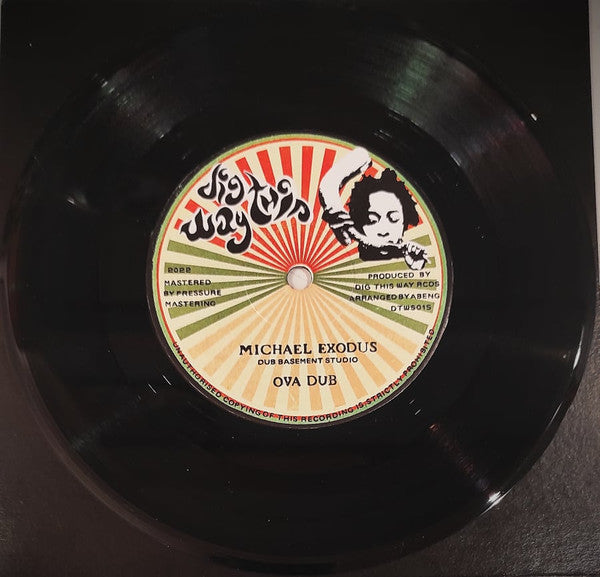 dig
this
way
2022
MASTERED
BY PRESSURE
MASTERING
PRODUCED BY
DIG THIS WAY RCDS
ARRANGED BY ABENG
DTWS015
MICHAEL EXODUS
DUB BASEMENT STUDIO
OVA DUB
UNAUTHORISED COPYING OF THIS RECORDING IS STRICTLY PROHIBITED